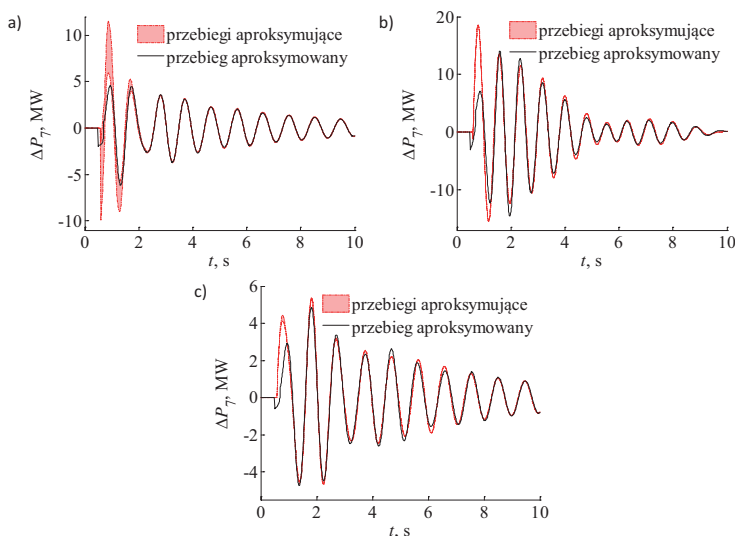 a)
przebiegi aproksymujące
przebieg aproksymowany
ΔP7, MW
10
5
0
-5
-10
0 2 4 6 8 10
t, s
b)
przebiegi aproksymujące
przebieg aproksymowany
ΔP7, MW
20
10
0
-10
0 2 4 6 8 10
t, s
c)
przebiegi aproksymujące
przebieg aproksymowany
ΔP7, MW
6
4
2
0
-2
-4
0 2 4 6 8 10
t, s